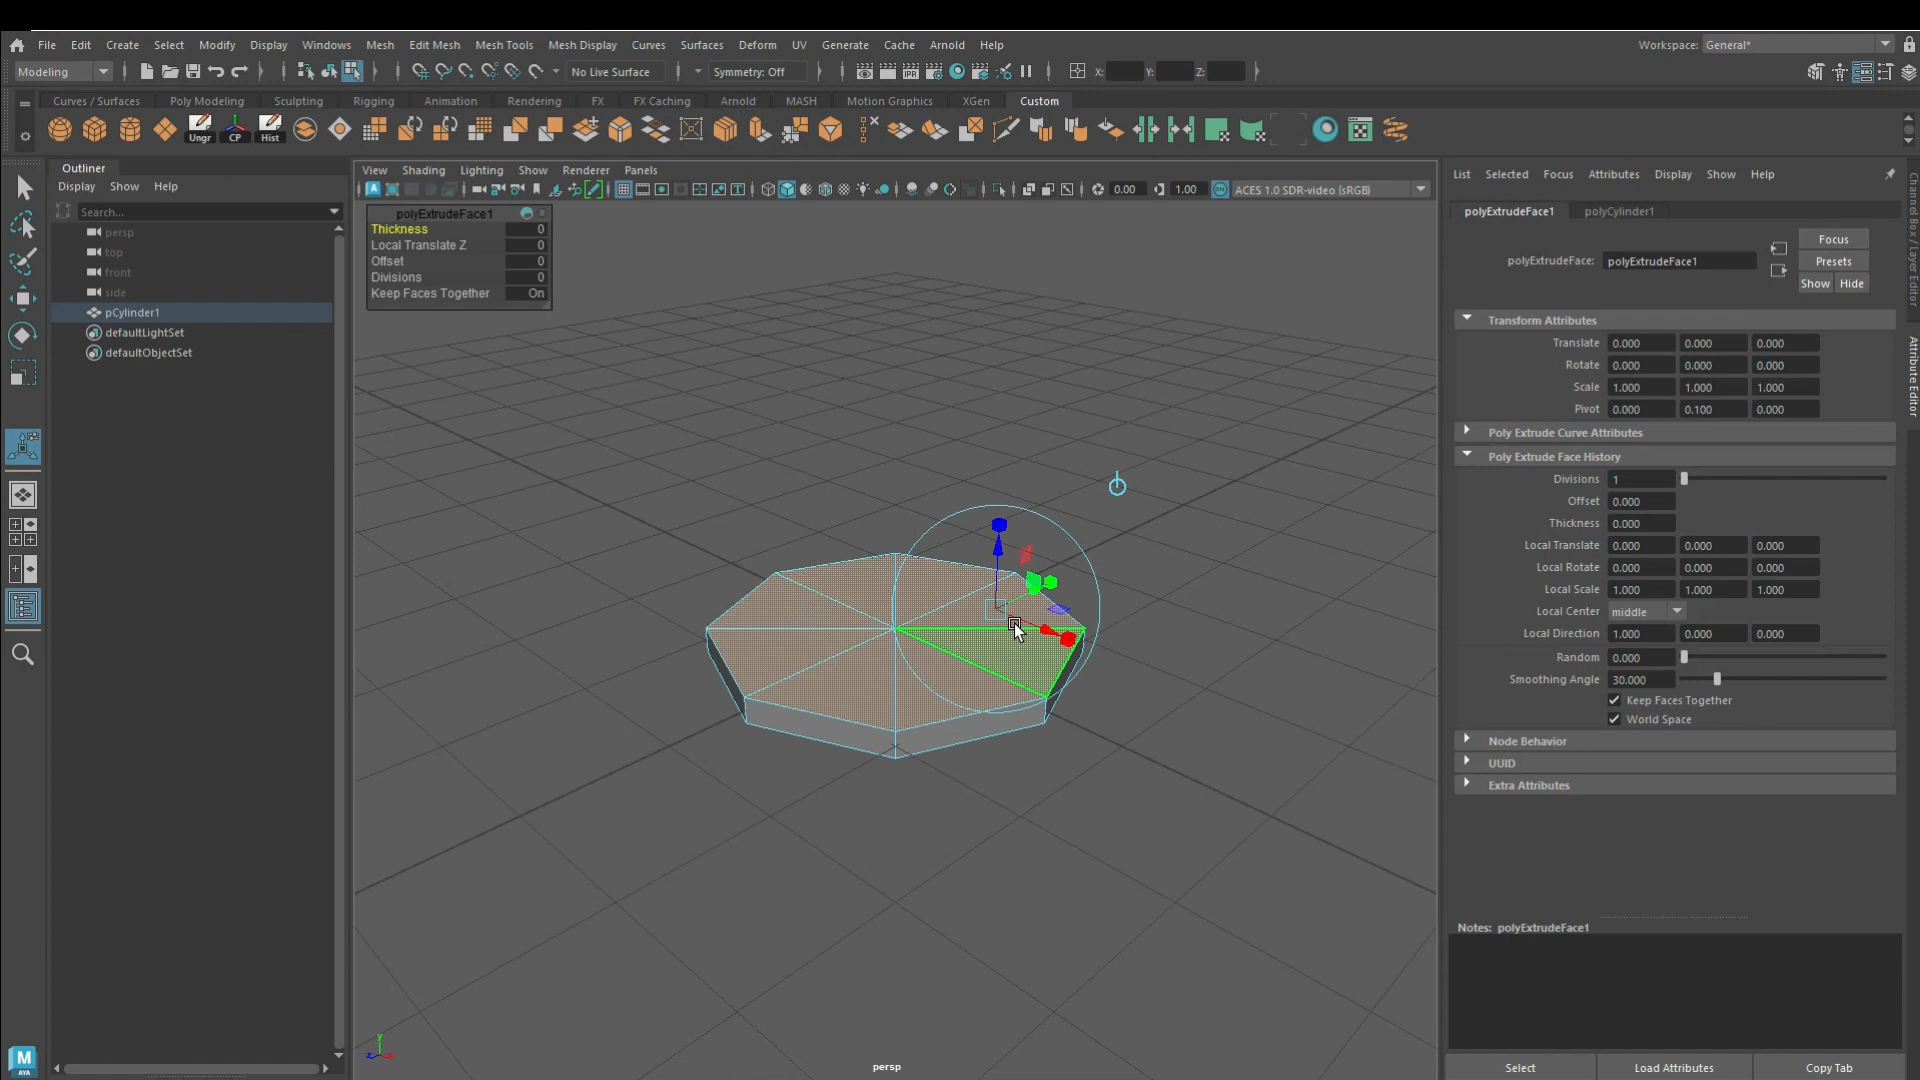 File Edit Create Select Modify Display Windows Mesh Edit Mesh Mesh Tools Mesh Display Curves Surfaces Deform UV Generate Cache Arnold Help Workspace: General*
Modeling No Live Surface Symmetry: Off IPR X: Y: Z:
Curves / Surfaces Poly Modeling Sculpting Rigging Animation Rendering FX FX Caching Arnold MASH Motion Graphics XGen Custom
Ungr CP Hist
Outliner
Display Show Help
Search...
persp
top
front
side
pCylinder1
defaultLightSet
defaultObjectSet
View Shading Lighting Show Renderer Panels
0.00 1.00 ACES 1.0 SDR-video (sRGB)
polyExtrudeFace1
Thickness 0
Local Translate Z 0
Offset 0
Divisions 0
Keep Faces Together On
persp
y
z x
M
AYA
List Selected Focus Attributes Display Show Help
polyExtrudeFace1 polyCylinder1
Focus
polyExtrudeFace: polyExtrudeFace1
Presets
Show Hide
Transform Attributes
Translate 0.000 0.000 0.000
Rotate 0.000 0.000 0.000
Scale 1.000 1.000 1.000
Pivot 0.000 0.100 0.000
Poly Extrude Curve Attributes
Poly Extrude Face History
Divisions 1
Offset 0.000
Thickness 0.000
Local Translate 0.000 0.000 0.000
Local Rotate 0.000 0.000 0.000
Local Scale 1.000 1.000 1.000
Local Center middle
Local Direction 1.000 0.000 0.000
Random 0.000
Smoothing Angle 30.000
Keep Faces Together
World Space
Node Behavior
UUID
Extra Attributes
Notes: polyExtrudeFace1
Select Load Attributes Copy Tab
Channel Box / Layer Editor
Attribute Editor